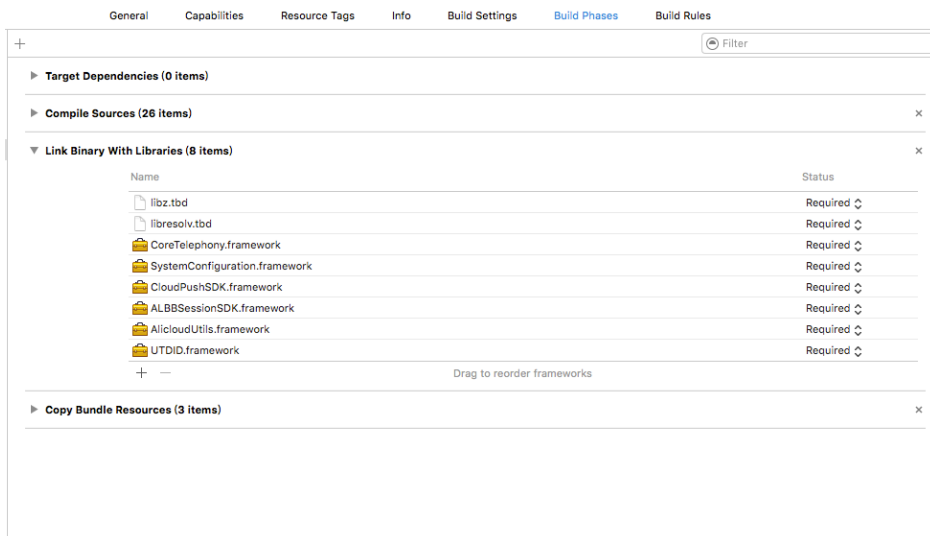 General Capabilities Resource Tags Info Build Settings Build Phases Build Rules
+ Filter
Target Dependencies (0 items)
Compile Sources (26 items) ×
Link Binary With Libraries (8 items) ×
Name Status
libz.tbd Required
libresolv.tbd Required
CoreTelephony.framework Required
SystemConfiguration.framework Required
CloudPushSDK.framework Required
ALBBSessionSDK.framework Required
AlicloudUtils.framework Required
UTDID.framework Required
+ — Drag to reorder frameworks
Copy Bundle Resources (3 items) ×